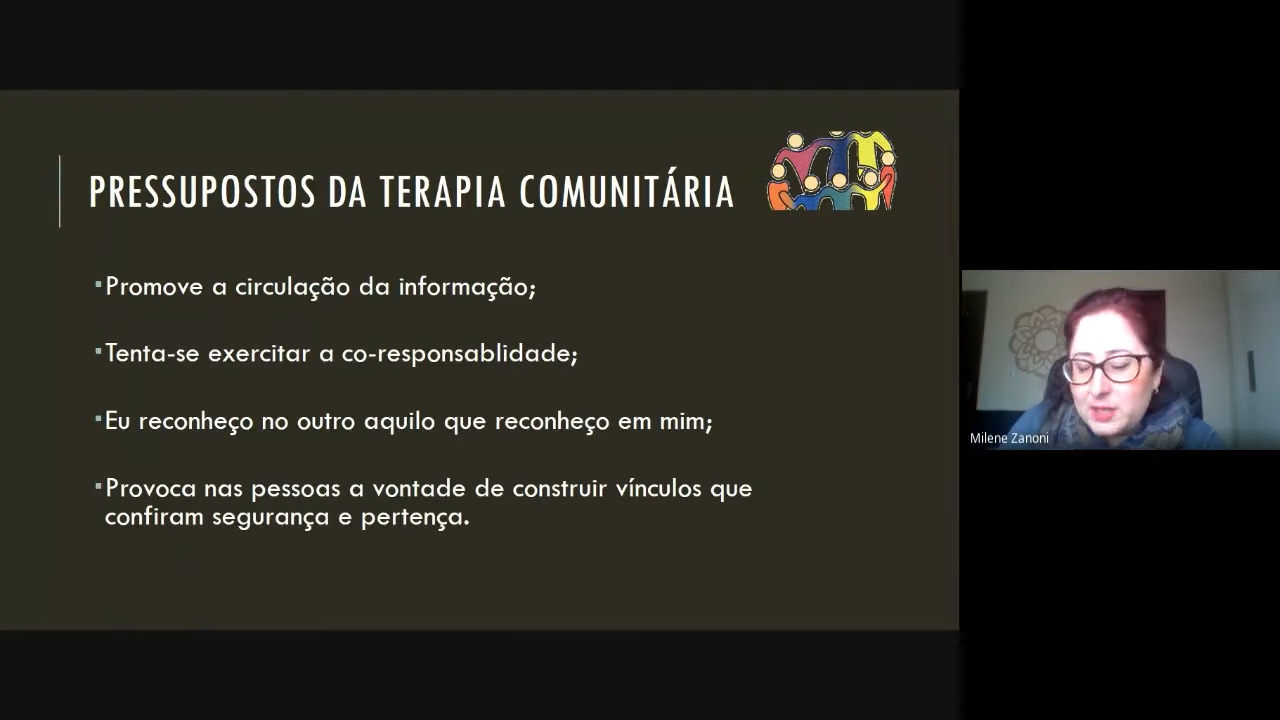 PRESSUPOSTOS DA TERAPIA COMUNITÁRIA
Promove a circulação da informação;
Tenta-se exercitar a co-responsablidade;
Eu reconheço no outro aquilo que reconheço em mim;
Provoca nas pessoas a vontade de construir vínculos que
confiram segurança e pertença.
Milene Zanoni